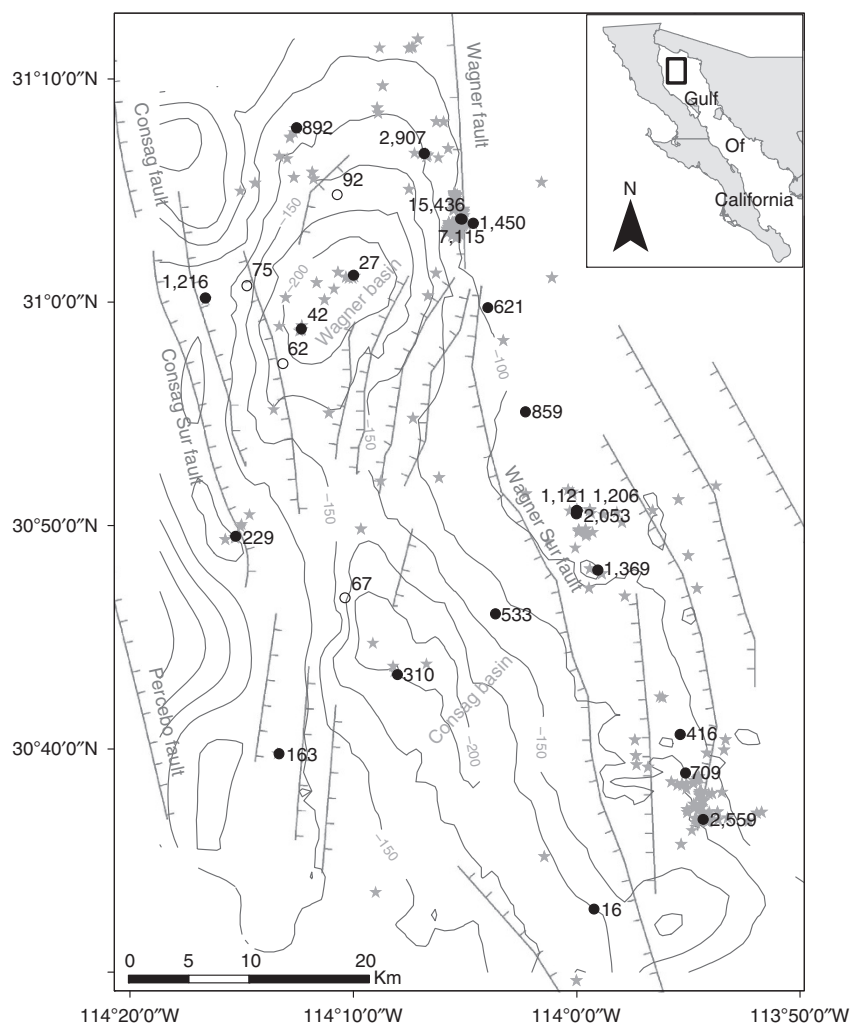 31°10′0″N
31°0′0″N
30°50′0″N
30°40′0″N
Consag fault
Wagner fault
Gulf
Of
California
N
892
2,907
92
-150
15,436
1,450
7,115
1,216
75
27
-200
Wagner basin
42
62
621
-100
Consag Sur fault
859
-150
-150
Wagner Sur fault
1,121 1,206
2,053
229
1,369
67
533
310
Consag basin
Percebo fault
163
-200
-150
416
709
2,559
-150
16
0 5 10 20
Km
114°20′0″W 114°10′0″W 114°0′0″W 113°50′0″W